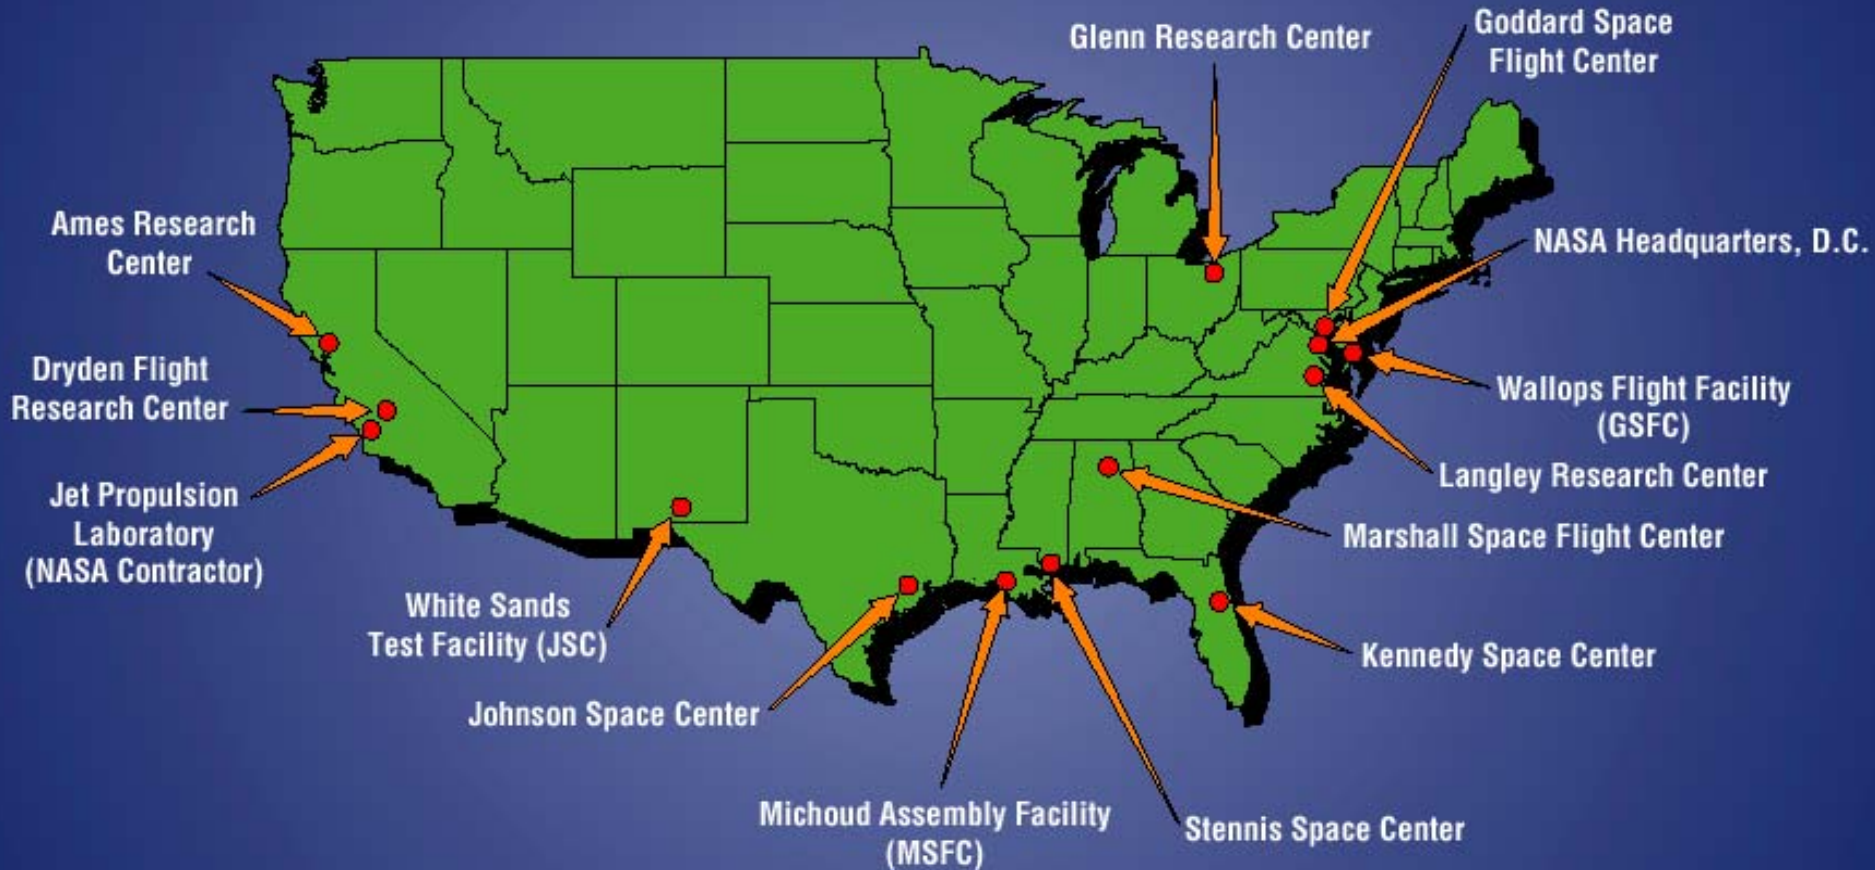 Glenn Research Center
Goddard Space
Flight Center
Ames Research
Center
NASA Headquarters, D.C.
Dryden Flight
Research Center
Wallops Flight Facility
(GSFC)
Langley Research Center
Jet Propulsion
Laboratory
(NASA Contractor)
Marshall Space Flight Center
White Sands
Test Facility (JSC)
Kennedy Space Center
Johnson Space Center
Michoud Assembly Facility
(MSFC)
Stennis Space Center